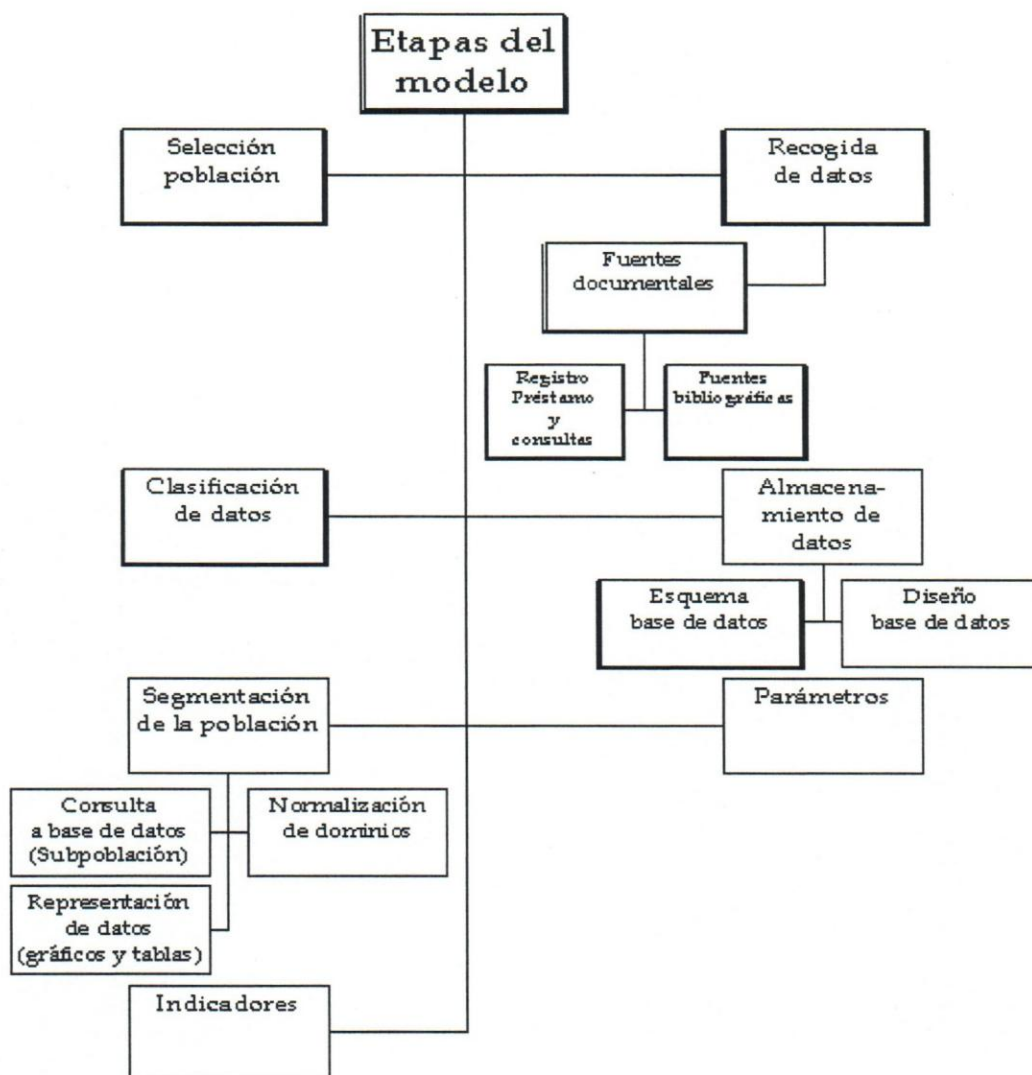 Etapas del
modelo
Selección
población
Recogida
de datos
Fuentes
documentales
Registro
Préstamo
y
consultas
Fuentes
bibliográficas
Clasificación
de datos
Almacena-
miento de
datos
Esquema
base de datos
Diseño
base de datos
Segmentación
de la población
Parámetros
Consulta
a base de datos
(Subpoblación)
Normalización
de dominios
Representación
de datos
(gráficos y tablas)
Indicadores